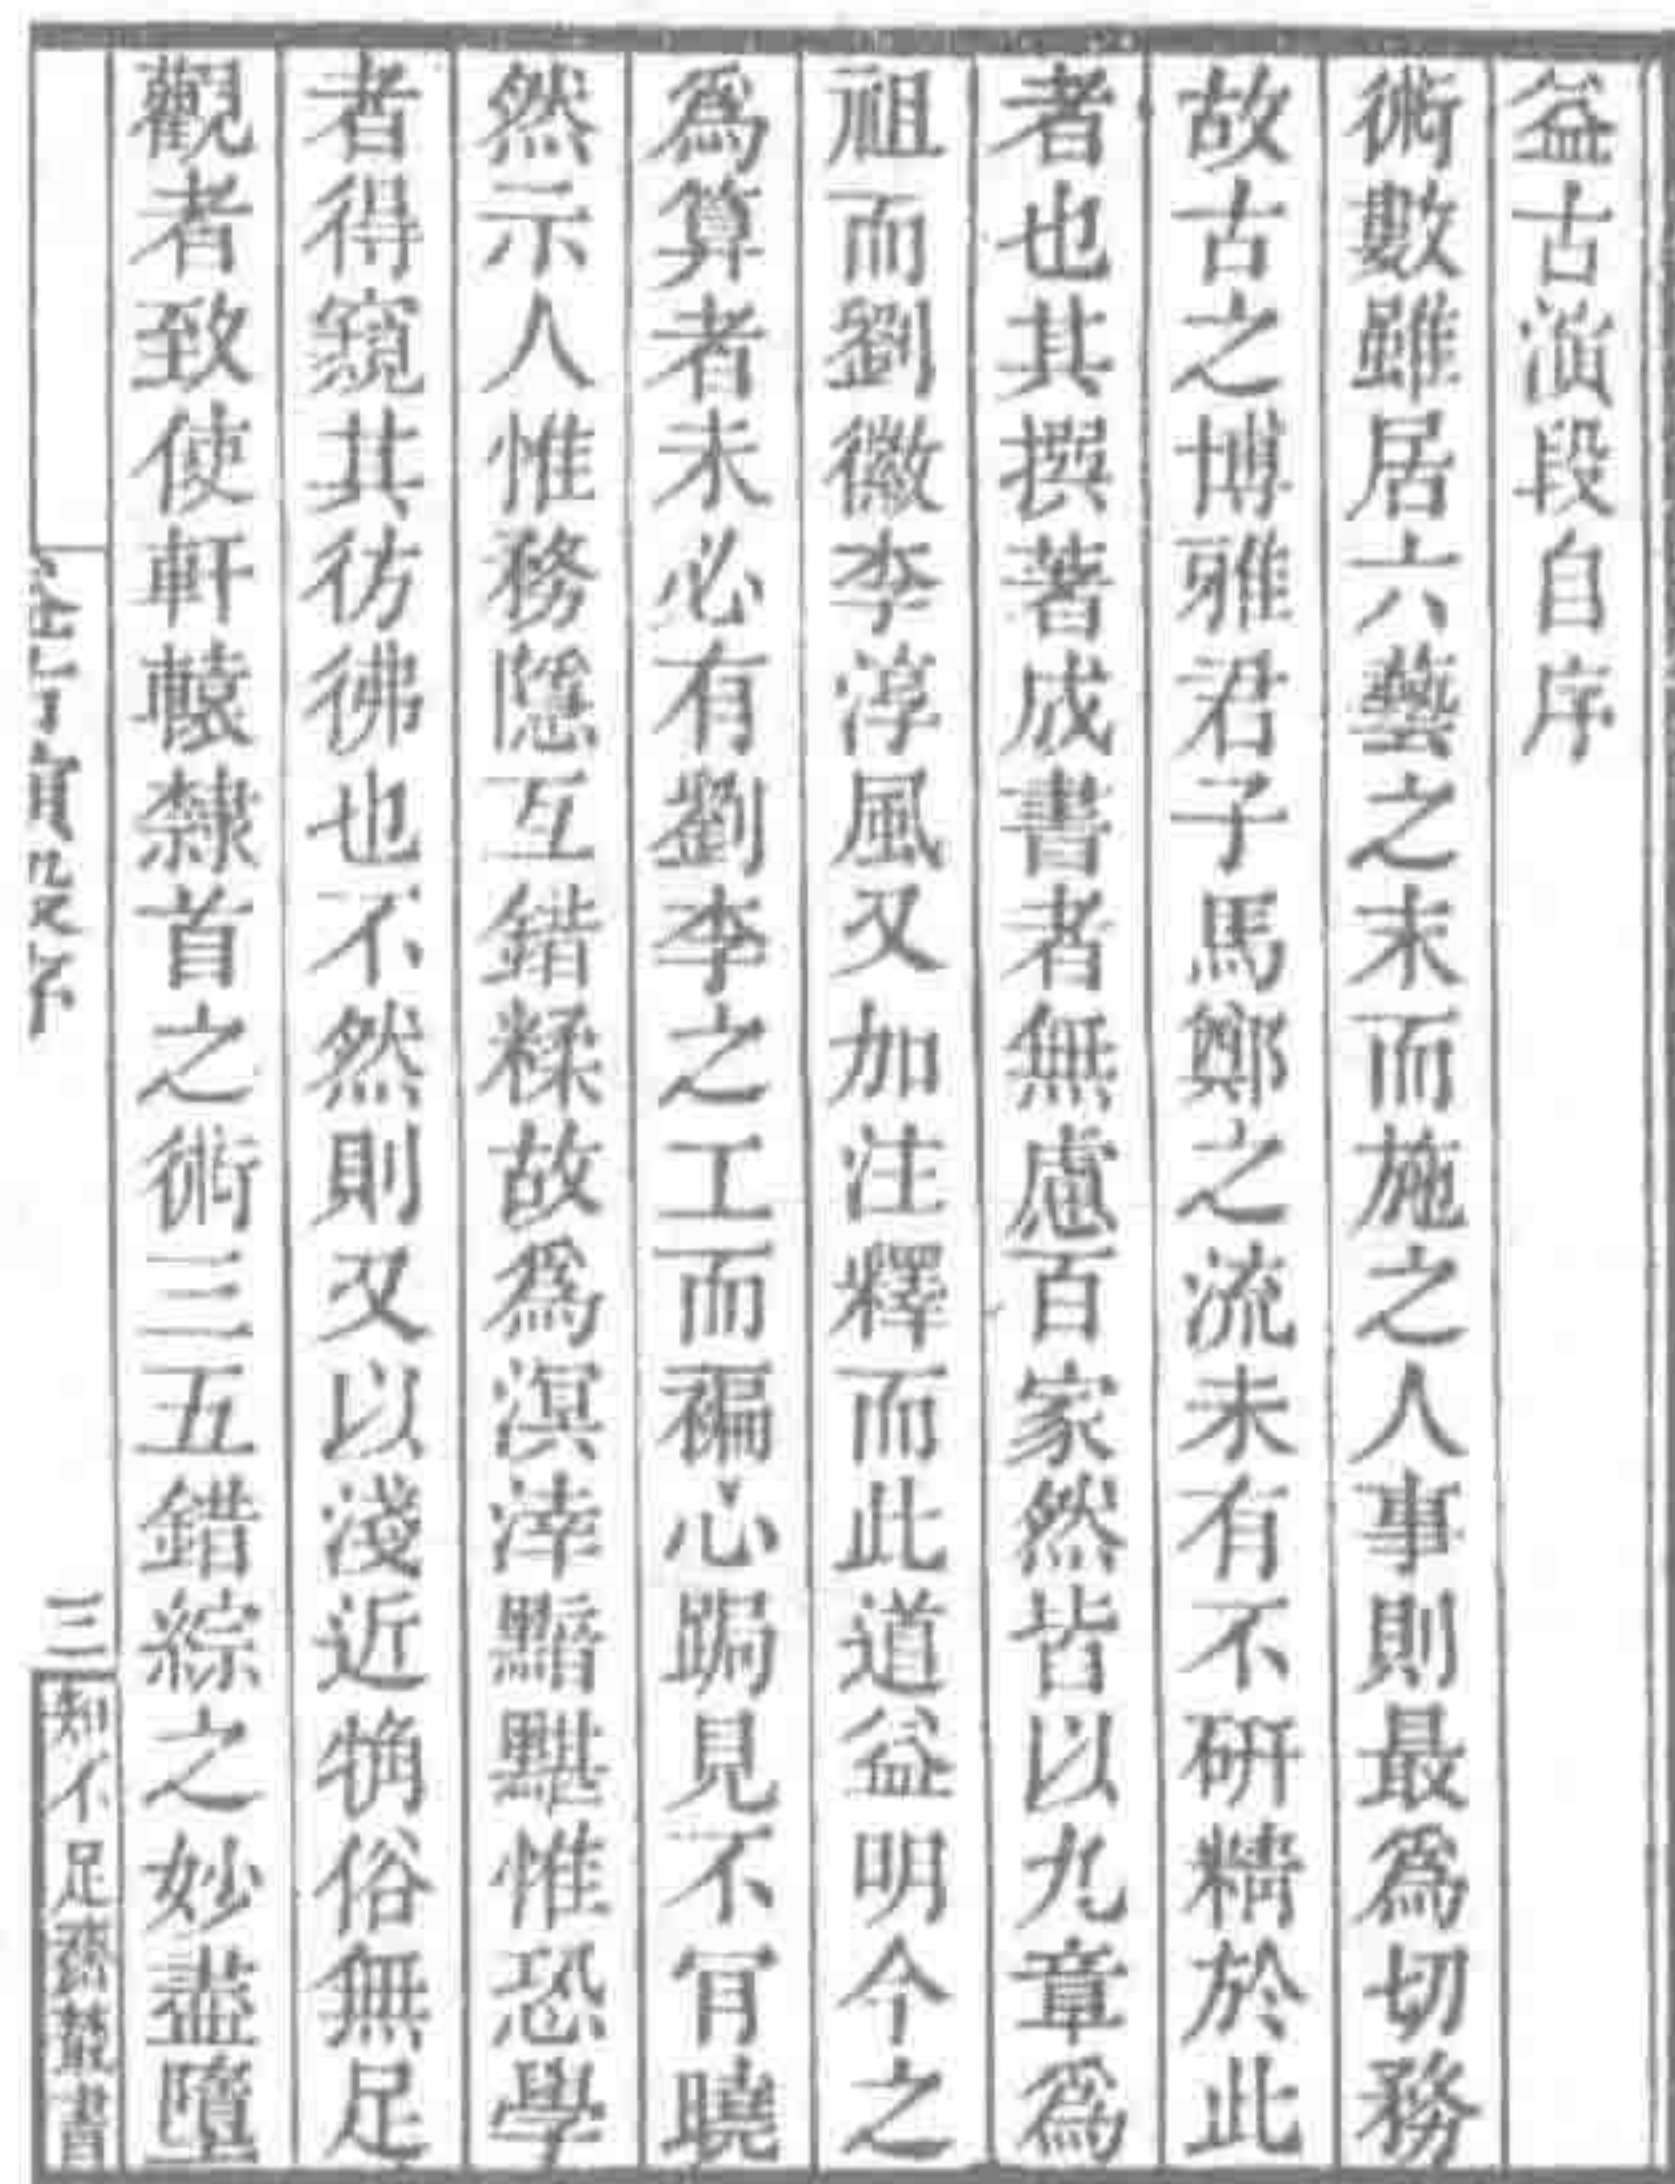 益古演段自序
術數雖居六藝之末而施之人事則最爲切務
故古之博雅君子馬鄭之流未有不研精於此
者也其撰著成書者無慮百家然皆以九章爲
祖而劉徽李淳風又加注釋而此道益明今之
爲算者未必有劉李之工而褊心跼見不肎曉
然示人惟務隱互錯糅故爲溟涬黯黮惟恐學
者得窺其彷彿也不然則又以淺近觕俗無足
觀者致使軒轅隸首之術三五錯綜之妙盡墮
三
知不足齋叢書